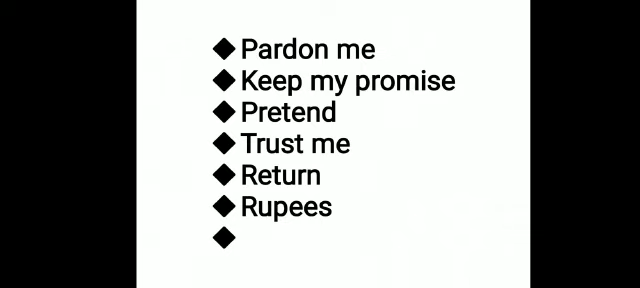 ◆Pardon me
◆Keep my promise
◆Pretend
◆Trust me
◆Return
◆Rupees
◆